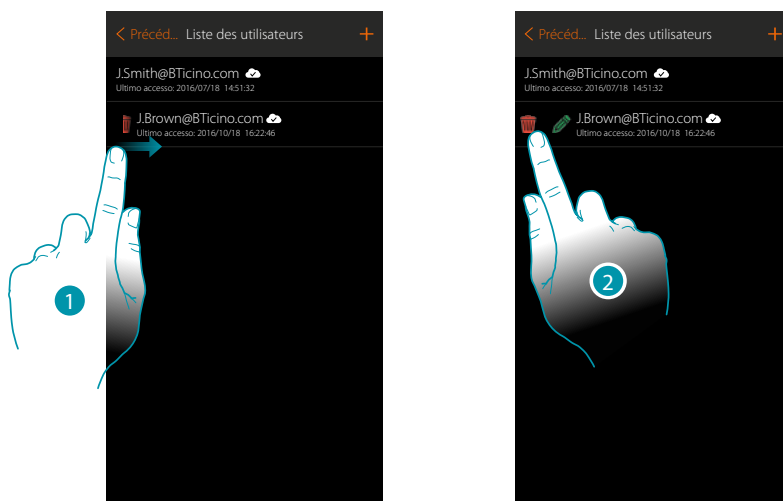 Précéd... Liste des utilisateurs +
J.Smith@BTicino.com
Ultimo accesso: 2016/07/18 14:51:32
J.Brown@BTicino.com
Ultimo accesso: 2016/10/18 16:22:46
1
Précéd... Liste des utilisateurs +
J.Smith@BTicino.com
Ultimo accesso: 2016/07/18 14:51:32
J.Brown@BTicino.com
Ultimo accesso: 2016/10/18 16:22:46
2